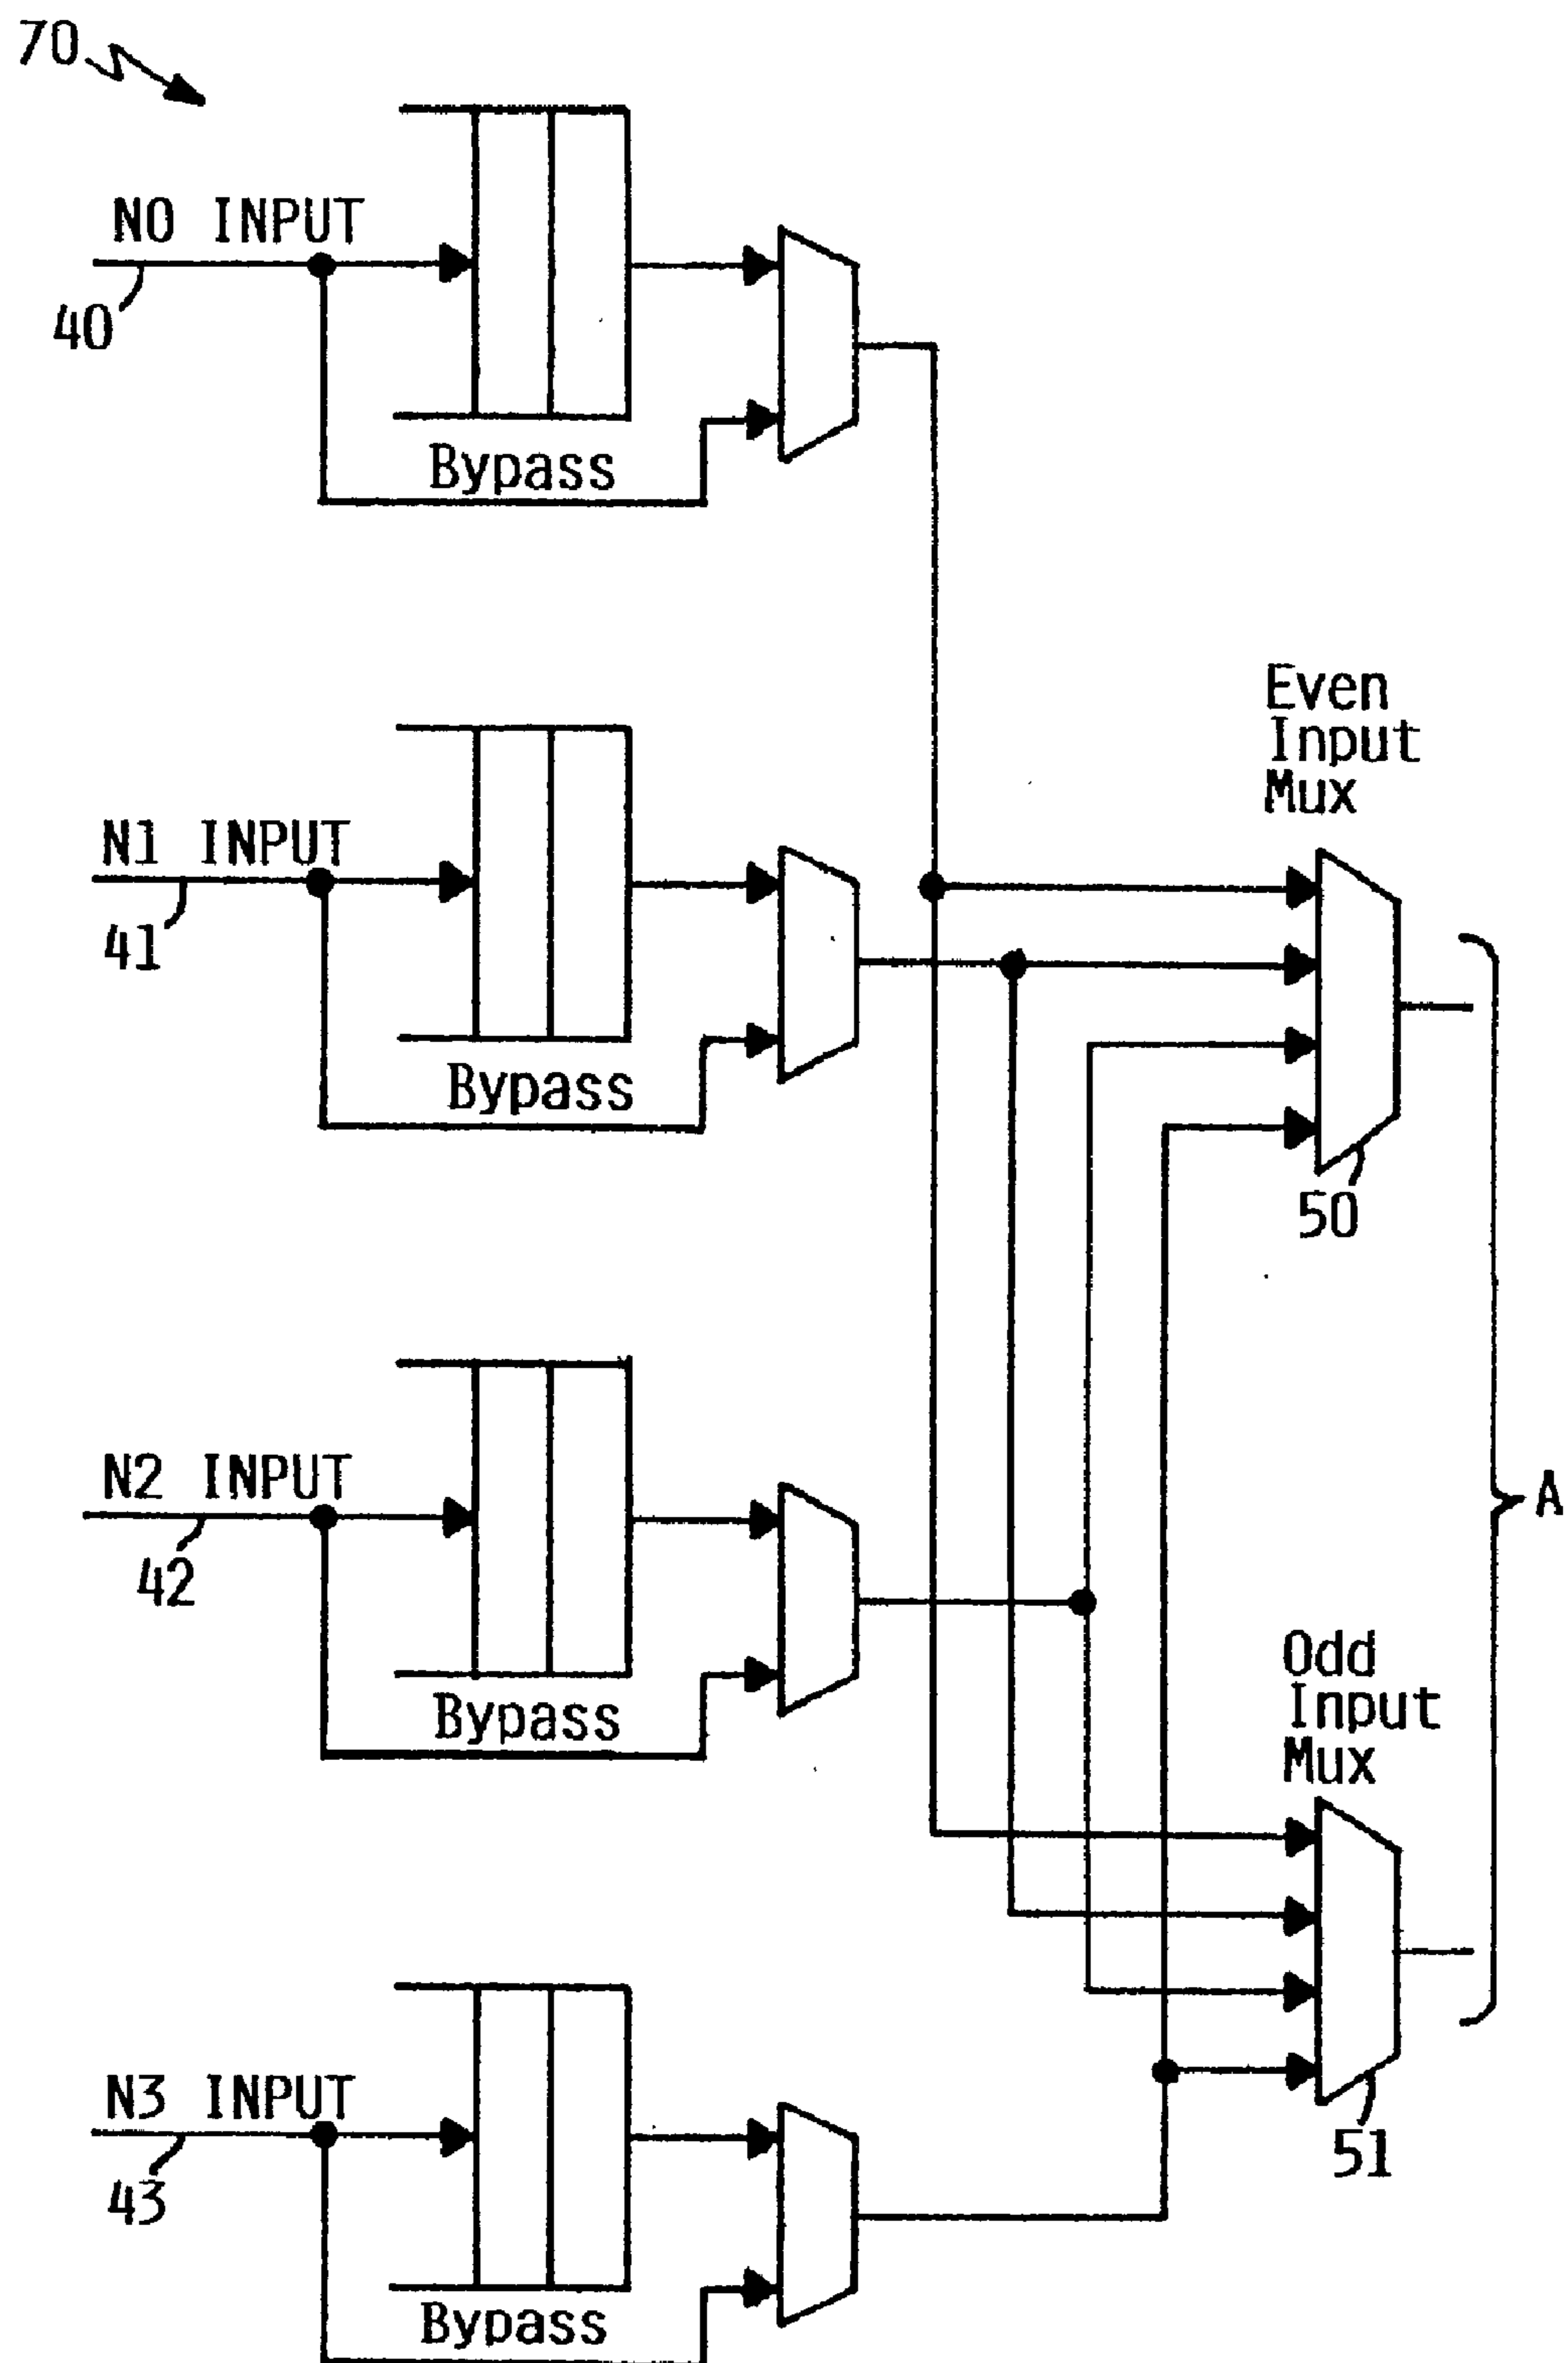 70
N0 INPUT
40
Bypass
Even
Input
Mux
N1 INPUT
41
Bypass
50
A
N2 INPUT
42
Bypass
Odd
Input
Mux
N3 INPUT
43
51
Bypass